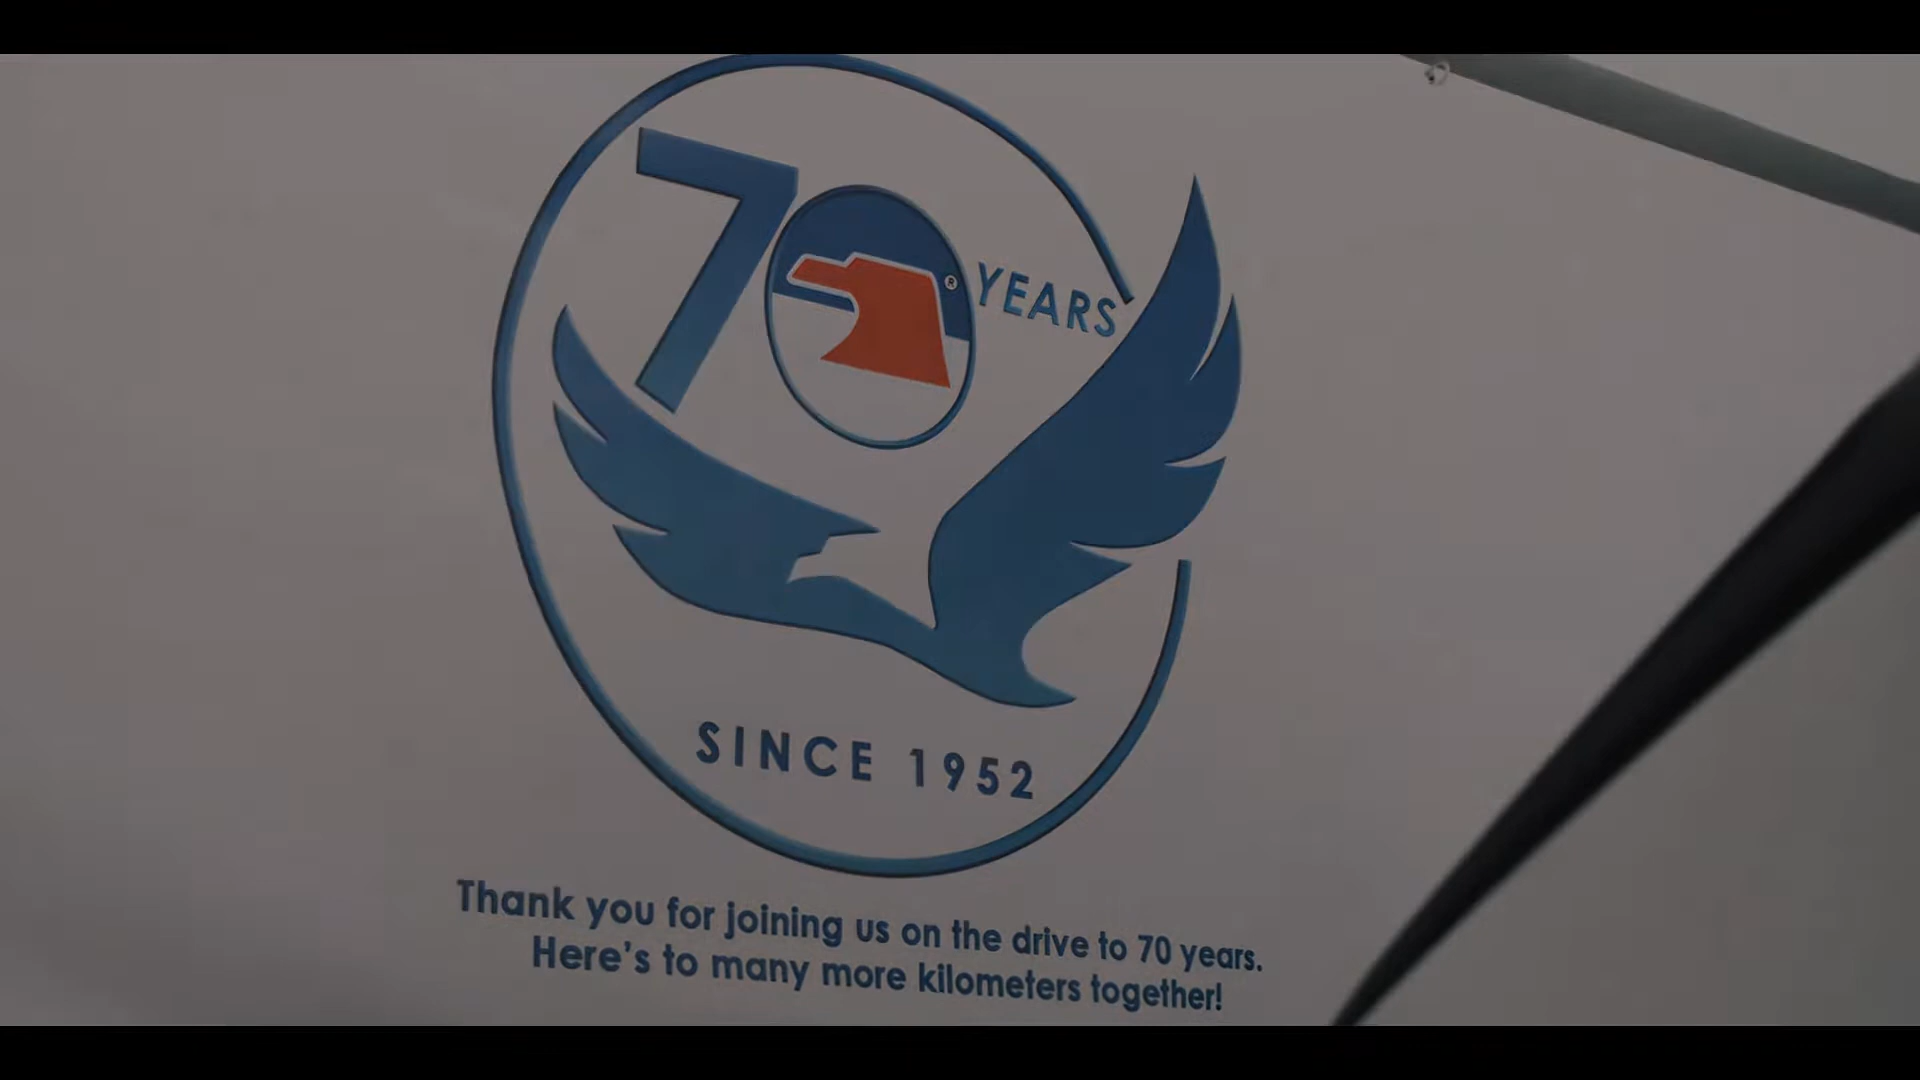 70 ® YEARS
SINCE 1952
Thank you for joining us on the drive to 70 years.
Here's to many more kilometers together!